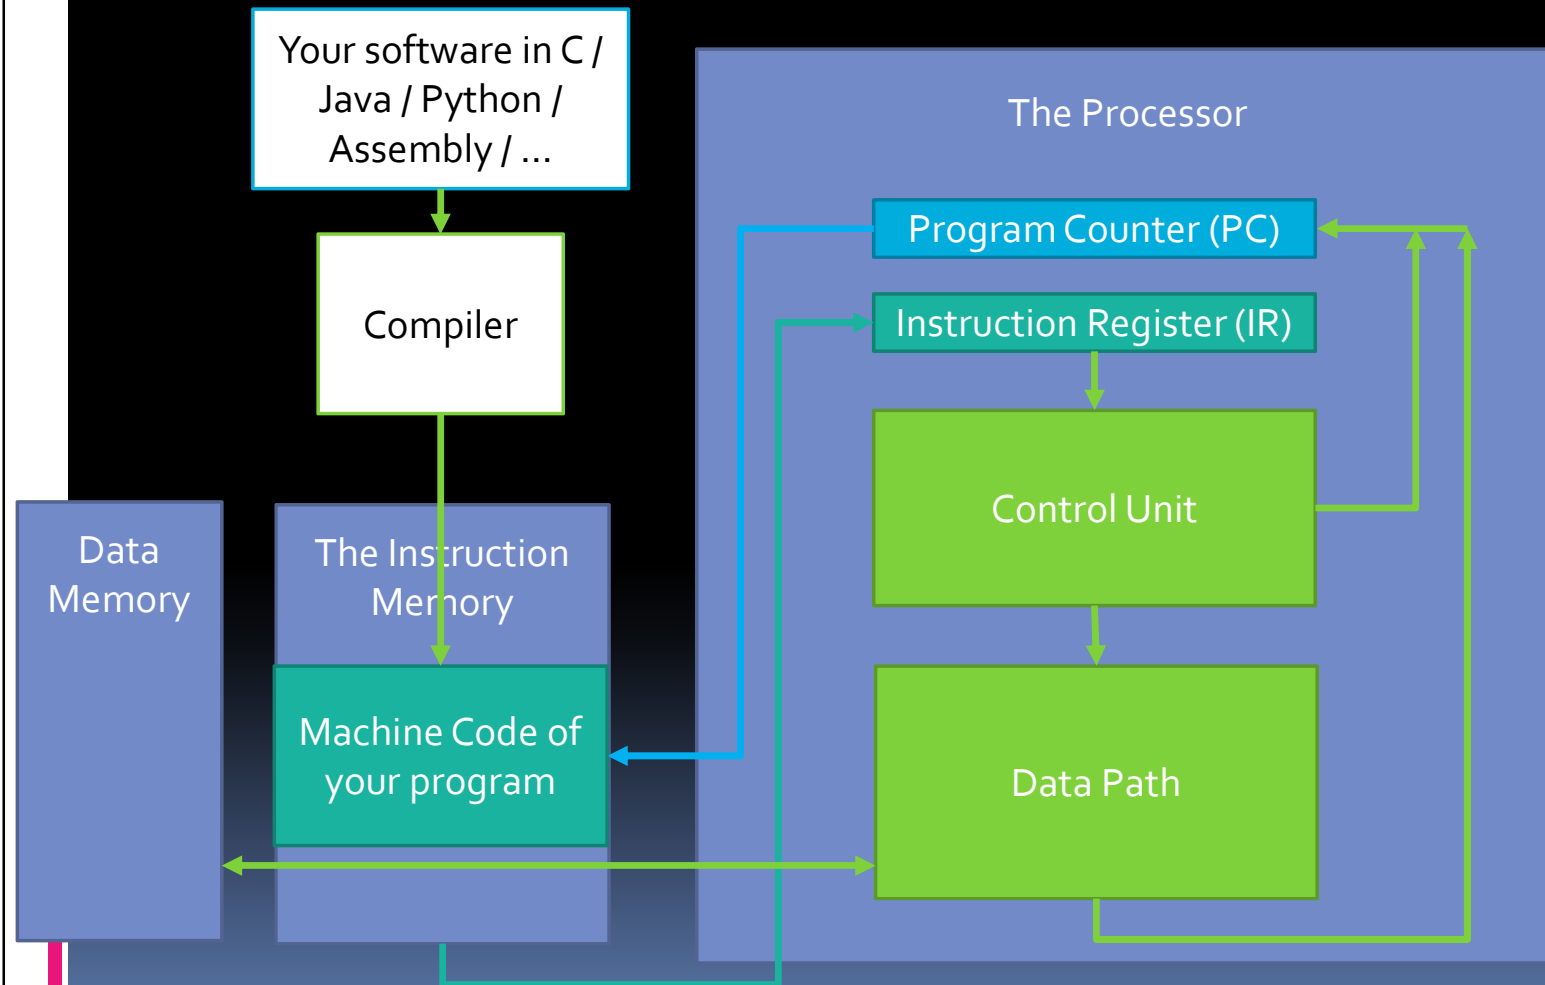 Your software in C /
Java / Python /
Assembly / ...
The Processor
Program Counter (PC)
Instruction Register (IR)
Compiler
Control Unit
Data
Memory
The Instruction
Memory
Machine Code of
your program
Data Path